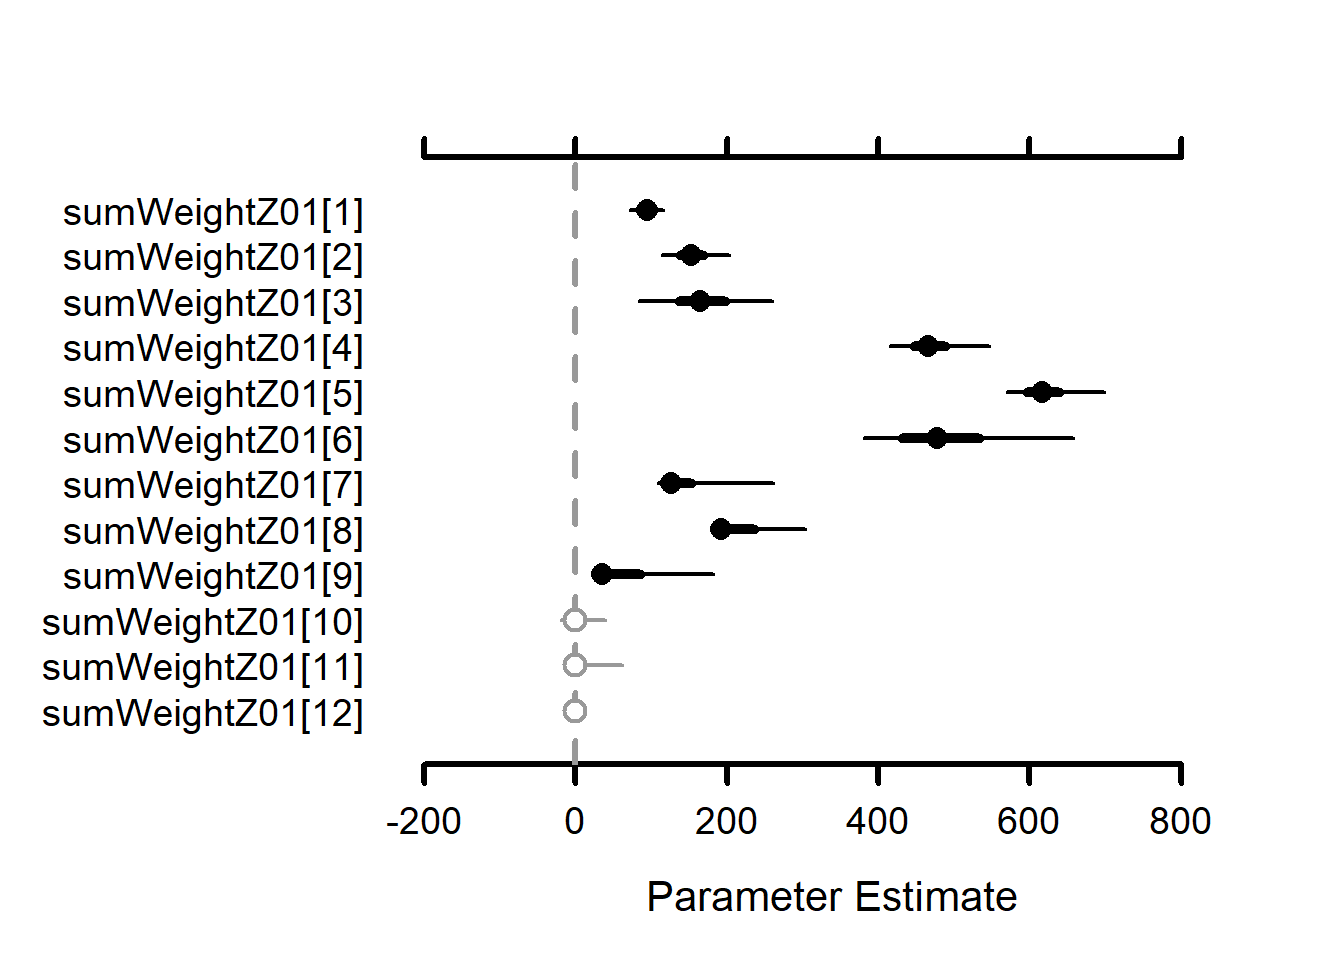 sumWeightZ01[1]
sumWeightZ01[2]
sumWeightZ01[3]
sumWeightZ01[4]
sumWeightZ01[5]
sumWeightZ01[6]
sumWeightZ01[7]
sumWeightZ01[8]
sumWeightZ01[9]
sumWeightZ01[10]
sumWeightZ01[11]
sumWeightZ01[12]
-200 0 200 400 600 800
Parameter Estimate